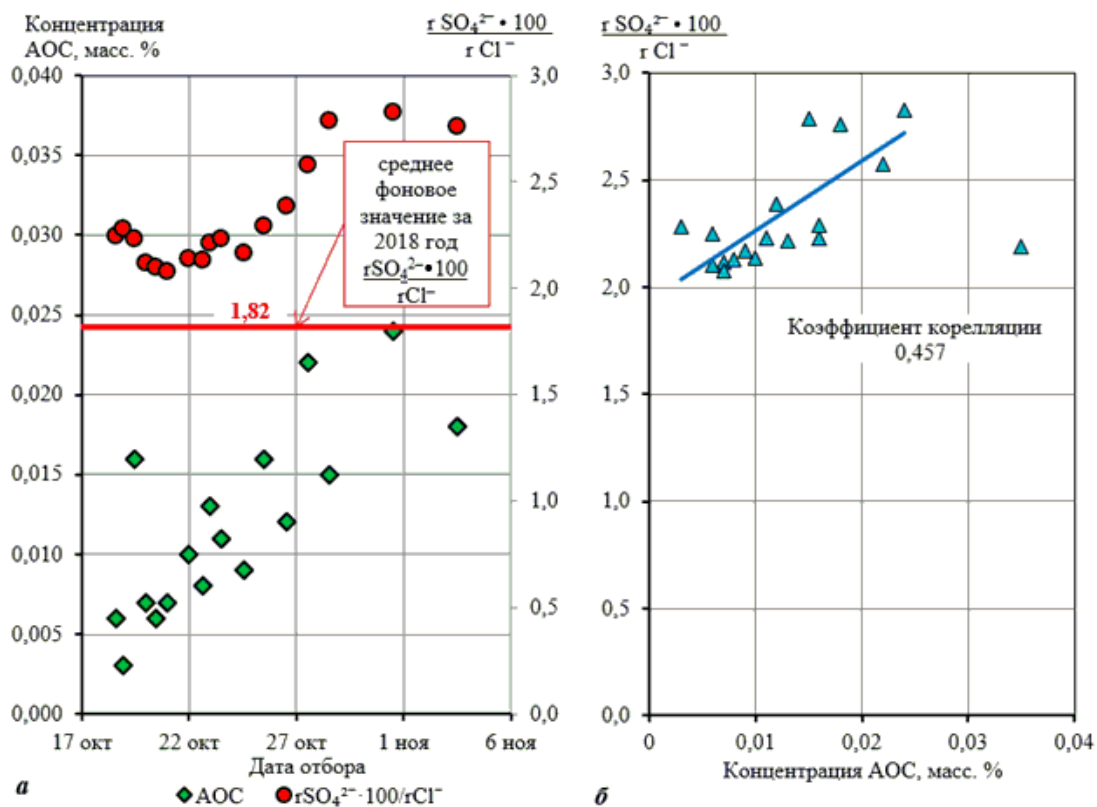 Концентрация
АОС, масс. %
r SO₄²⁻ • 100
r Cl⁻
0,040
0,035
0,030
0,025
0,020
0,015
0,010
0,005
0,000
3,0
2,5
2,0
1,5
1,0
0,5
0,0
среднее
фоновое
значение за
2018 год
rSO₄²⁻• 100
rCl⁻
1,82
17 окт
22 окт
27 окт
1 ноя
6 ноя
Дата отбора
а
АОС
rSO₄²⁻·100/rCl⁻
r SO₄²⁻ • 100
r Cl⁻
3,0
2,5
2,0
1,5
1,0
0,5
0,0
Коэффициент корелляции
0,457
0
0,01
0,02
0,03
0,04
Концентрация АОС, масс. %
б